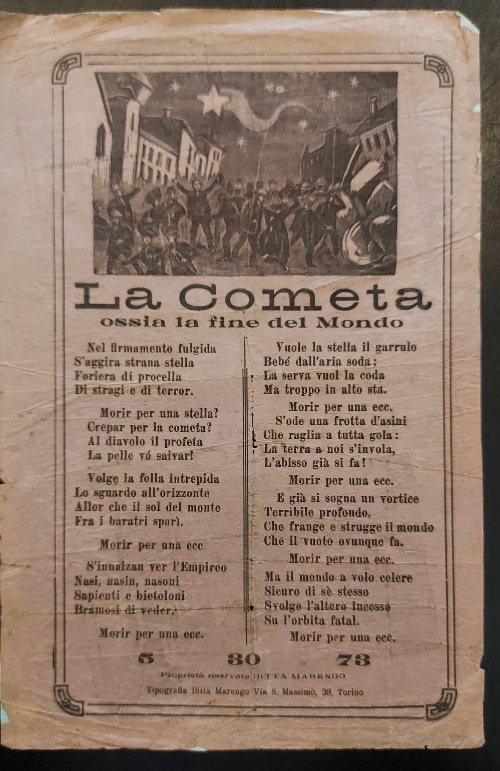 La Cometa
ossia la fine del Mondo
Nel firmamento fulgida
S'aggira strana stella
Foriera di procella
Di stragi e di terror.
Morir per una stella?
Crepar per la cometa?
Al diavolo il profeta
La pelle vó salvar!
Volge la folla intrepida
Lo sguardo all'orizzonte
Allor che il sol del monte
Fra i baratri sparì.
Morir per una ecc
S'innalzan ver l'Empireo
Nasi, nasin, nasoni
Sapienti e bietoloni
Bramosi di veder.
Morir per una ecc.
Vuole la stella il garrulo
Bebé dall'aria soda:
La serva vuol la coda
Ma troppo in alto sta.
Morir per una ecc.
S'ode una frotta d'asini
Che raglia a tutta gola:
La terra a noi s'invola,
L'abisso già si fa!
Morir per una ecc.
E già si sogna un vortice
Terribile profondo,
Che frange e strugge il mondo
Che il vuoto ovunque fa.
Morir per una ecc.
Ma il mondo a volo celere
Sicuro di sè stesso
Svolge l'altero incesso
Su l'orbita fatal.
Morir per una ecc.
5 30 73
Proprietà riservata DITTA MARENGO
Tipografia Ditta Marengo Via S. Massimo, 38, Torino